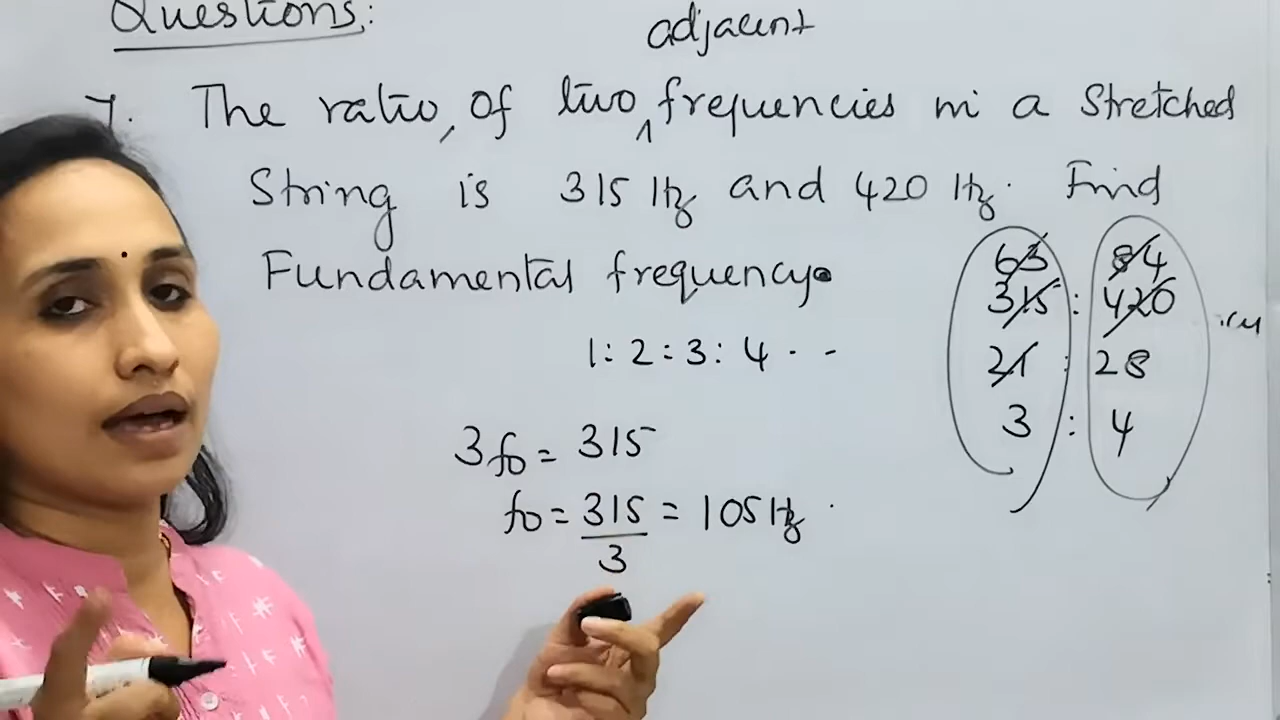 Questions:
adjacent
7. The ratio, of two ∧ frequencies in a Stretched
String is 315 Hz and 420 Hz. Find
Fundamental frequency.
63 84
315 : 420
21 : 28
3 : 4
1 : 2 : 3 : 4 - -
3f0 = 315
f0 = 315 = 105 Hz.
3